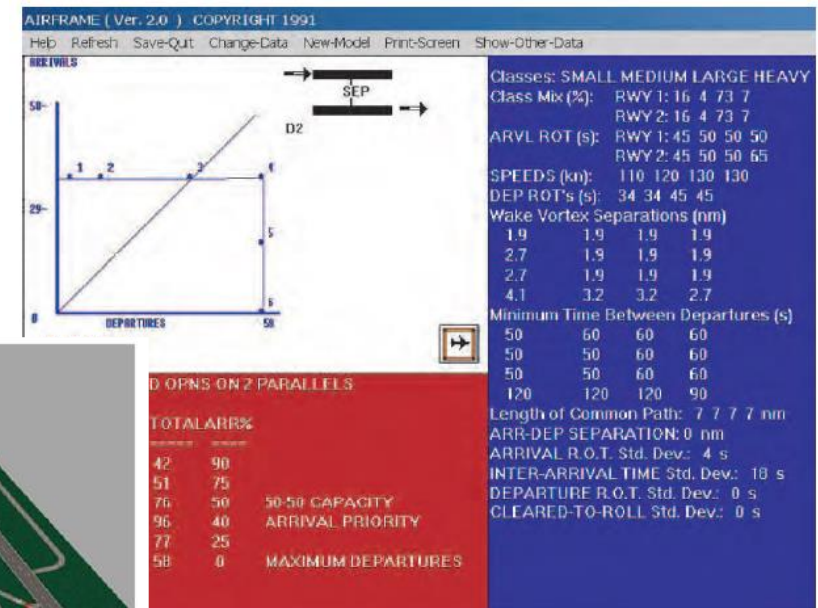 AIRFRAME ( Ver. 2.0 ) COPYRIGHT 1991
Help Refresh Save-Quit Change-Data New-Model Print-Screen Show-Other-Data
ARRIVALS
58-
29-
0
1 2 3 4
5
6
DEPARTURES 58
SEP
D2
Classes: SMALL MEDIUM LARGE HEAVY
Class Mix (%): RWY 1: 16 4 73 7
RWY 2: 16 4 73 7
ARVL ROT (s): RWY 1: 45 50 50 50
RWY 2: 45 50 50 65
SPEEDS (kn): 110 120 130 130
DEP ROT's (s): 34 34 45 45
Wake Vortex Separations (nm)
1.9 1.9 1.9 1.9
2.7 1.9 1.9 1.9
2.7 1.9 1.9 1.9
4.1 3.2 3.2 2.7
Minimum Time Between Departures (s)
50 60 60 60
50 50 60 60
50 50 60 60
120 120 120 90
Length of Common Path: 7 7 7 7 nm
ARR-DEP SEPARATION: 0 nm
ARRIVAL R.O.T. Std. Dev.: 4 s
INTER-ARRIVAL TIME Std. Dev.: 18 s
DEPARTURE R.O.T. Std. Dev.: 0 s
CLEARED-TO-ROLL Std. Dev.: 0 s
D OPNS ON 2 PARALLELS
TOTAL ARR%
===== ====
42 90
51 75
76 50 50-50 CAPACITY
96 40 ARRIVAL PRIORITY
77 25
58 0 MAXIMUM DEPARTURES